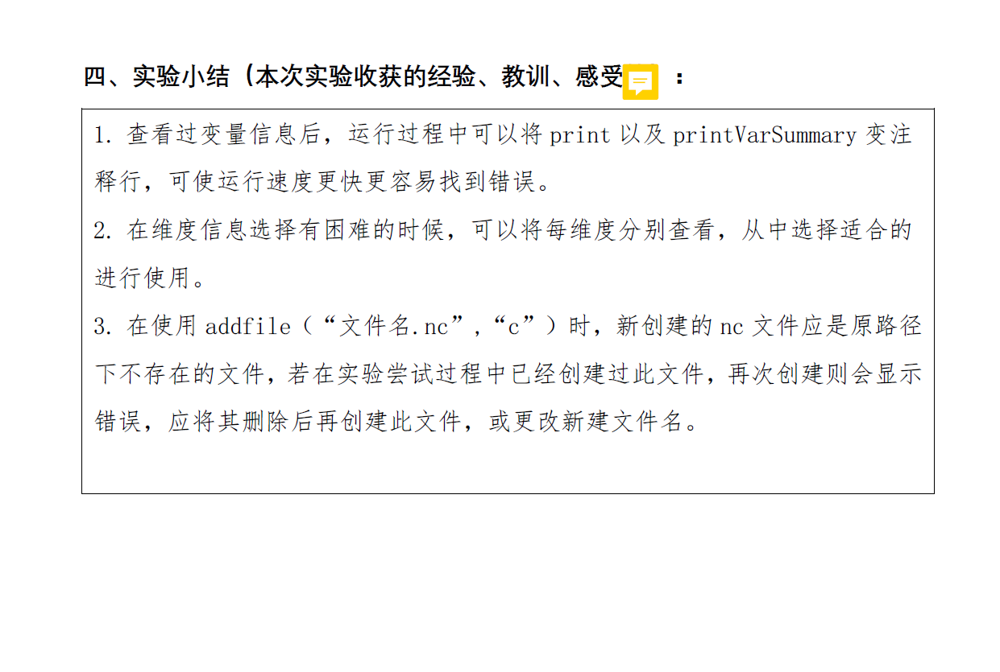 四、实验小结（本次实验收获的经验、教训、感受：
1. 查看过变量信息后，运行过程中可以将 print 以及 printVarSummary 变注
释行，可使运行速度更快更容易找到错误。
2. 在维度信息选择有困难的时候，可以将每维度分别查看，从中选择适合的
进行使用。
3. 在使用 addfile（“文件名.nc”,“c”）时，新创建的 nc 文件应是原路径
下不存在的文件，若在实验尝试过程中已经创建过此文件，再次创建则会显示
错误，应将其删除后再创建此文件，或更改新建文件名。